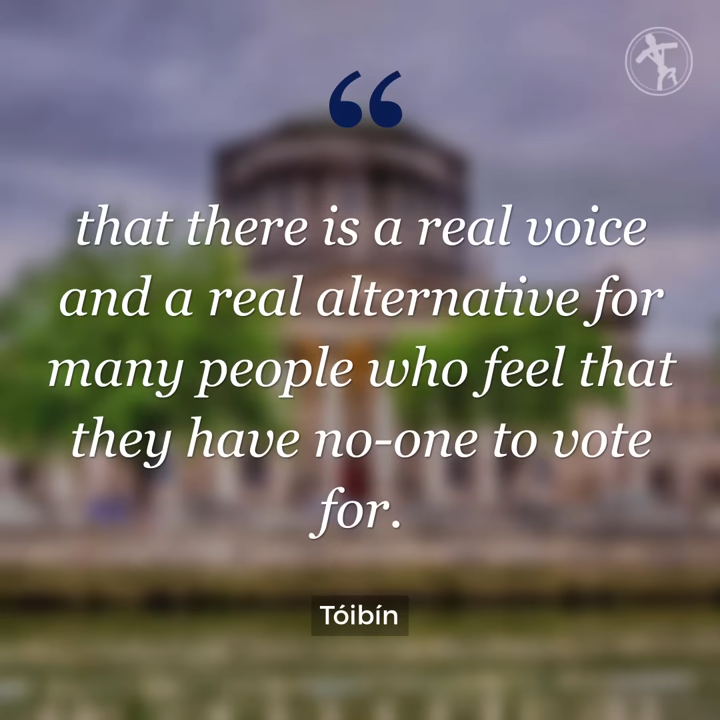 “
that there is a real voice
and a real alternative for
many people who feel that
they have no-one to vote
for.
Tóibín